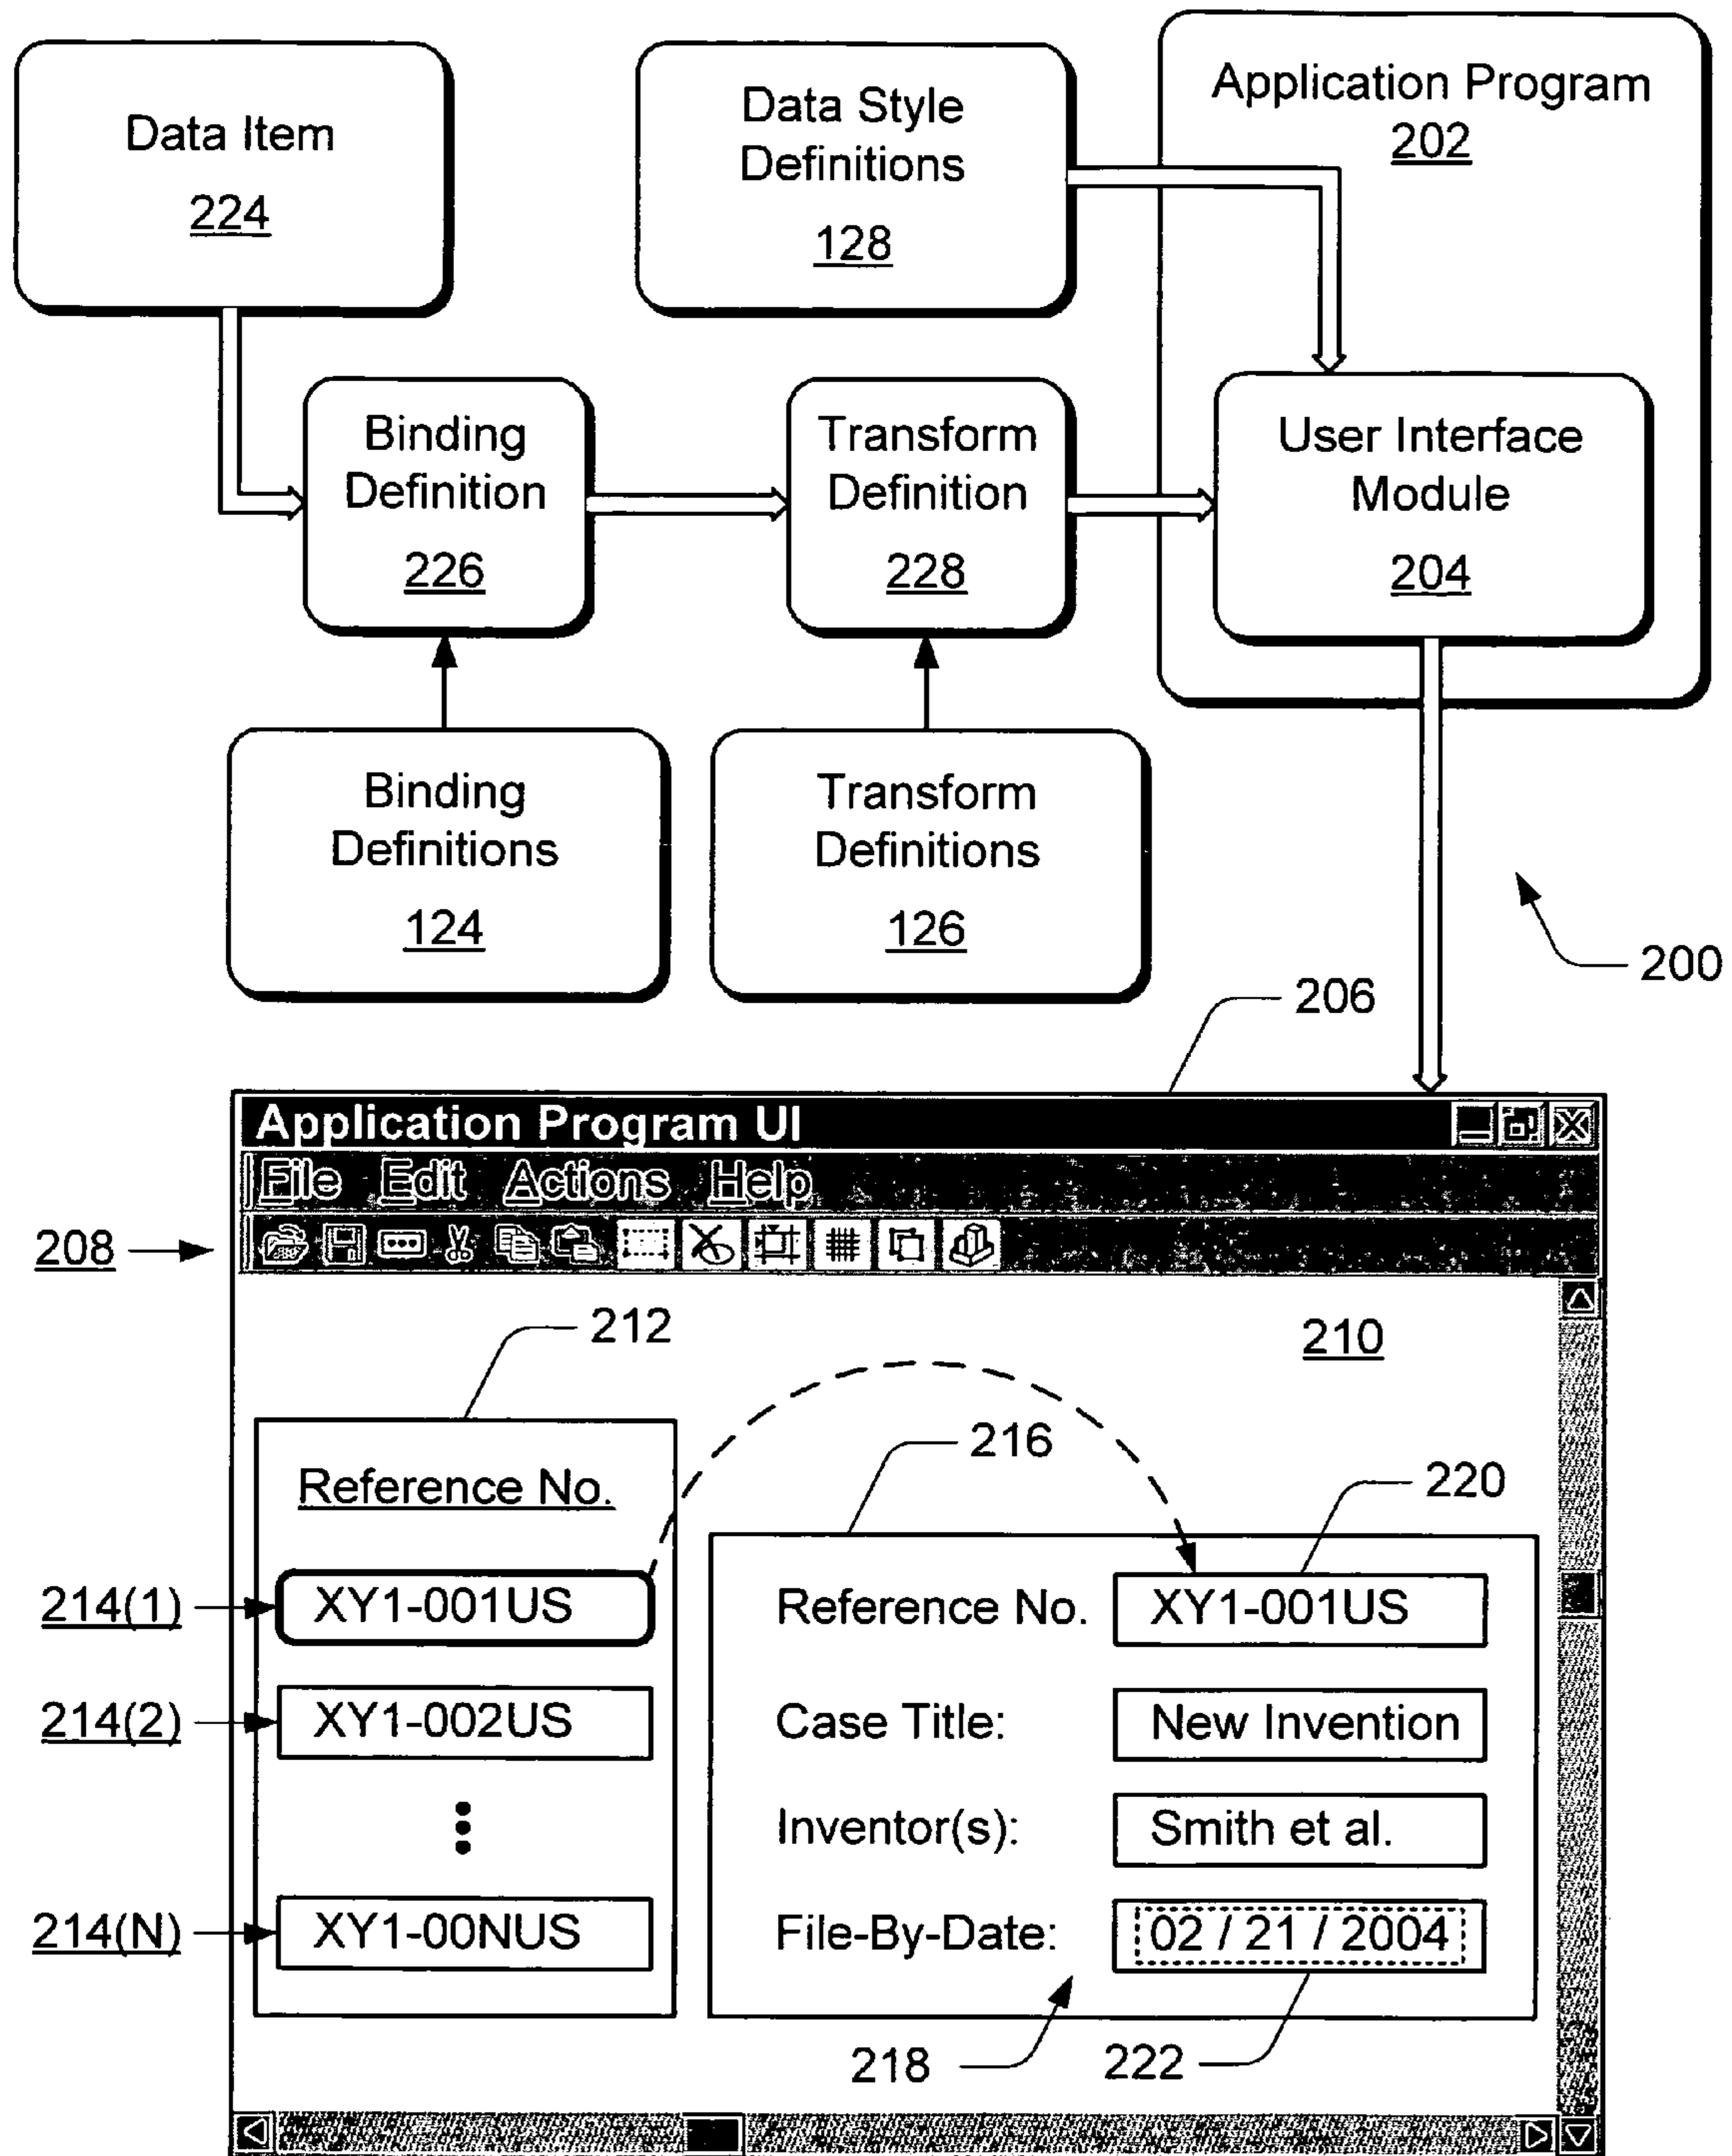 Data Item
224
Data Style
Definitions
128
Application Program
202
Binding
Definition
226
Transform
Definition
228
User Interface
Module
204
Binding
Definitions
124
Transform
Definitions
126
200
206
Application Program UI
File Edit Actions Help
208
212
210
216
220
Reference No.
214(1)
XY1-001US
214(2)
XY1-002US
214(N)
XY1-00NUS
Reference No.
XY1-001US
Case Title:
New Invention
Inventor(s):
Smith et al.
File-By-Date:
02 / 21 / 2004
218
222